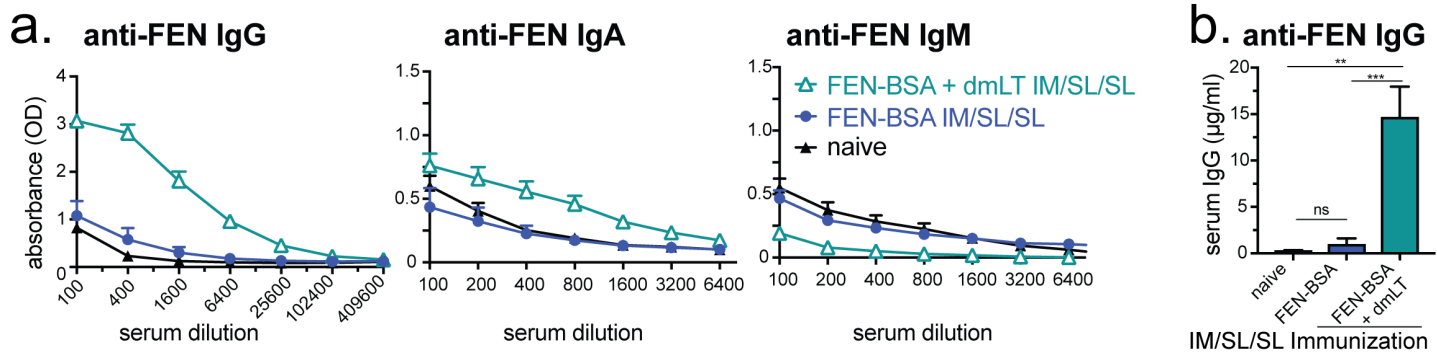 a.
anti-FEN IgG
absorbance (OD)
4
3
2
1
0
100
400
1600
6400
25600
102400
409600
serum dilution
anti-FEN IgA
1.5
1.0
0.5
0
100
200
400
800
1600
3200
6400
serum dilution
anti-FEN IgM
1.5
1.0
0.5
0
100
200
400
800
1600
3200
6400
serum dilution
FEN-BSA + dmLT IM/SL/SL
FEN-BSA IM/SL/SL
naive
b.
anti-FEN IgG
serum IgG (µg/ml)
20
15
10
5
0
**
***
ns
naive
FEN-BSA
FEN-BSA
+ dmLT
IM/SL/SL Immunization